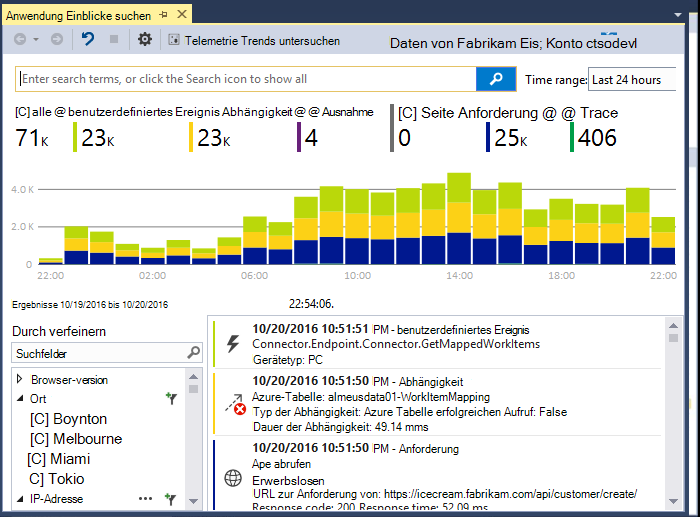 Anwendung Einblicke suchen
Telemetrie Trends untersuchen
Daten von Fabrikam Eis; Konto ctsodevl
Enter search terms, or click the Search icon to show all
Time range: Last 24 hours
[C] alle @ benutzerdefiniertes Ereignis Abhängigkeit @ @ Ausnahme
[C] Seite Anforderung @ @ Trace
71K 23K 23K 4 0 25K 406
4.0 K
2.0 K
0
22:00 02:00 06:00 10:00 14:00 18:00 22:00
Ergebnisse 10/19/2016 bis 10/20/2016 22:54:06.
Durch verfeinern
Suchfelder
Browser-version
Ort
[C] Boynton
[C] Melbourne
[C] Miami
C] Tokio
IP-Adresse
10/20/2016 10:51:51 PM - benutzerdefiniertes Ereignis
Connector.Endpoint.Connector.GetMappedWorkItems
Gerätetyp: PC
10/20/2016 10:51:50 PM - Abhängigkeit
Azure-Tabelle: almeusdata01-WorkItemMapping
Typ der Abhängigkeit: Azure Tabelle erfolgreichen Aufruf: False
Dauer der Abhängigkeit: 49.14 mms
10/20/2016 10:51:50 PM - Anforderung
Ape abrufen
Erwerbslosen
URL zur Anforderung von: https://icecream.fabrikam.com/api/customer/create/
Response code: 200 Response time: 52.09 ms